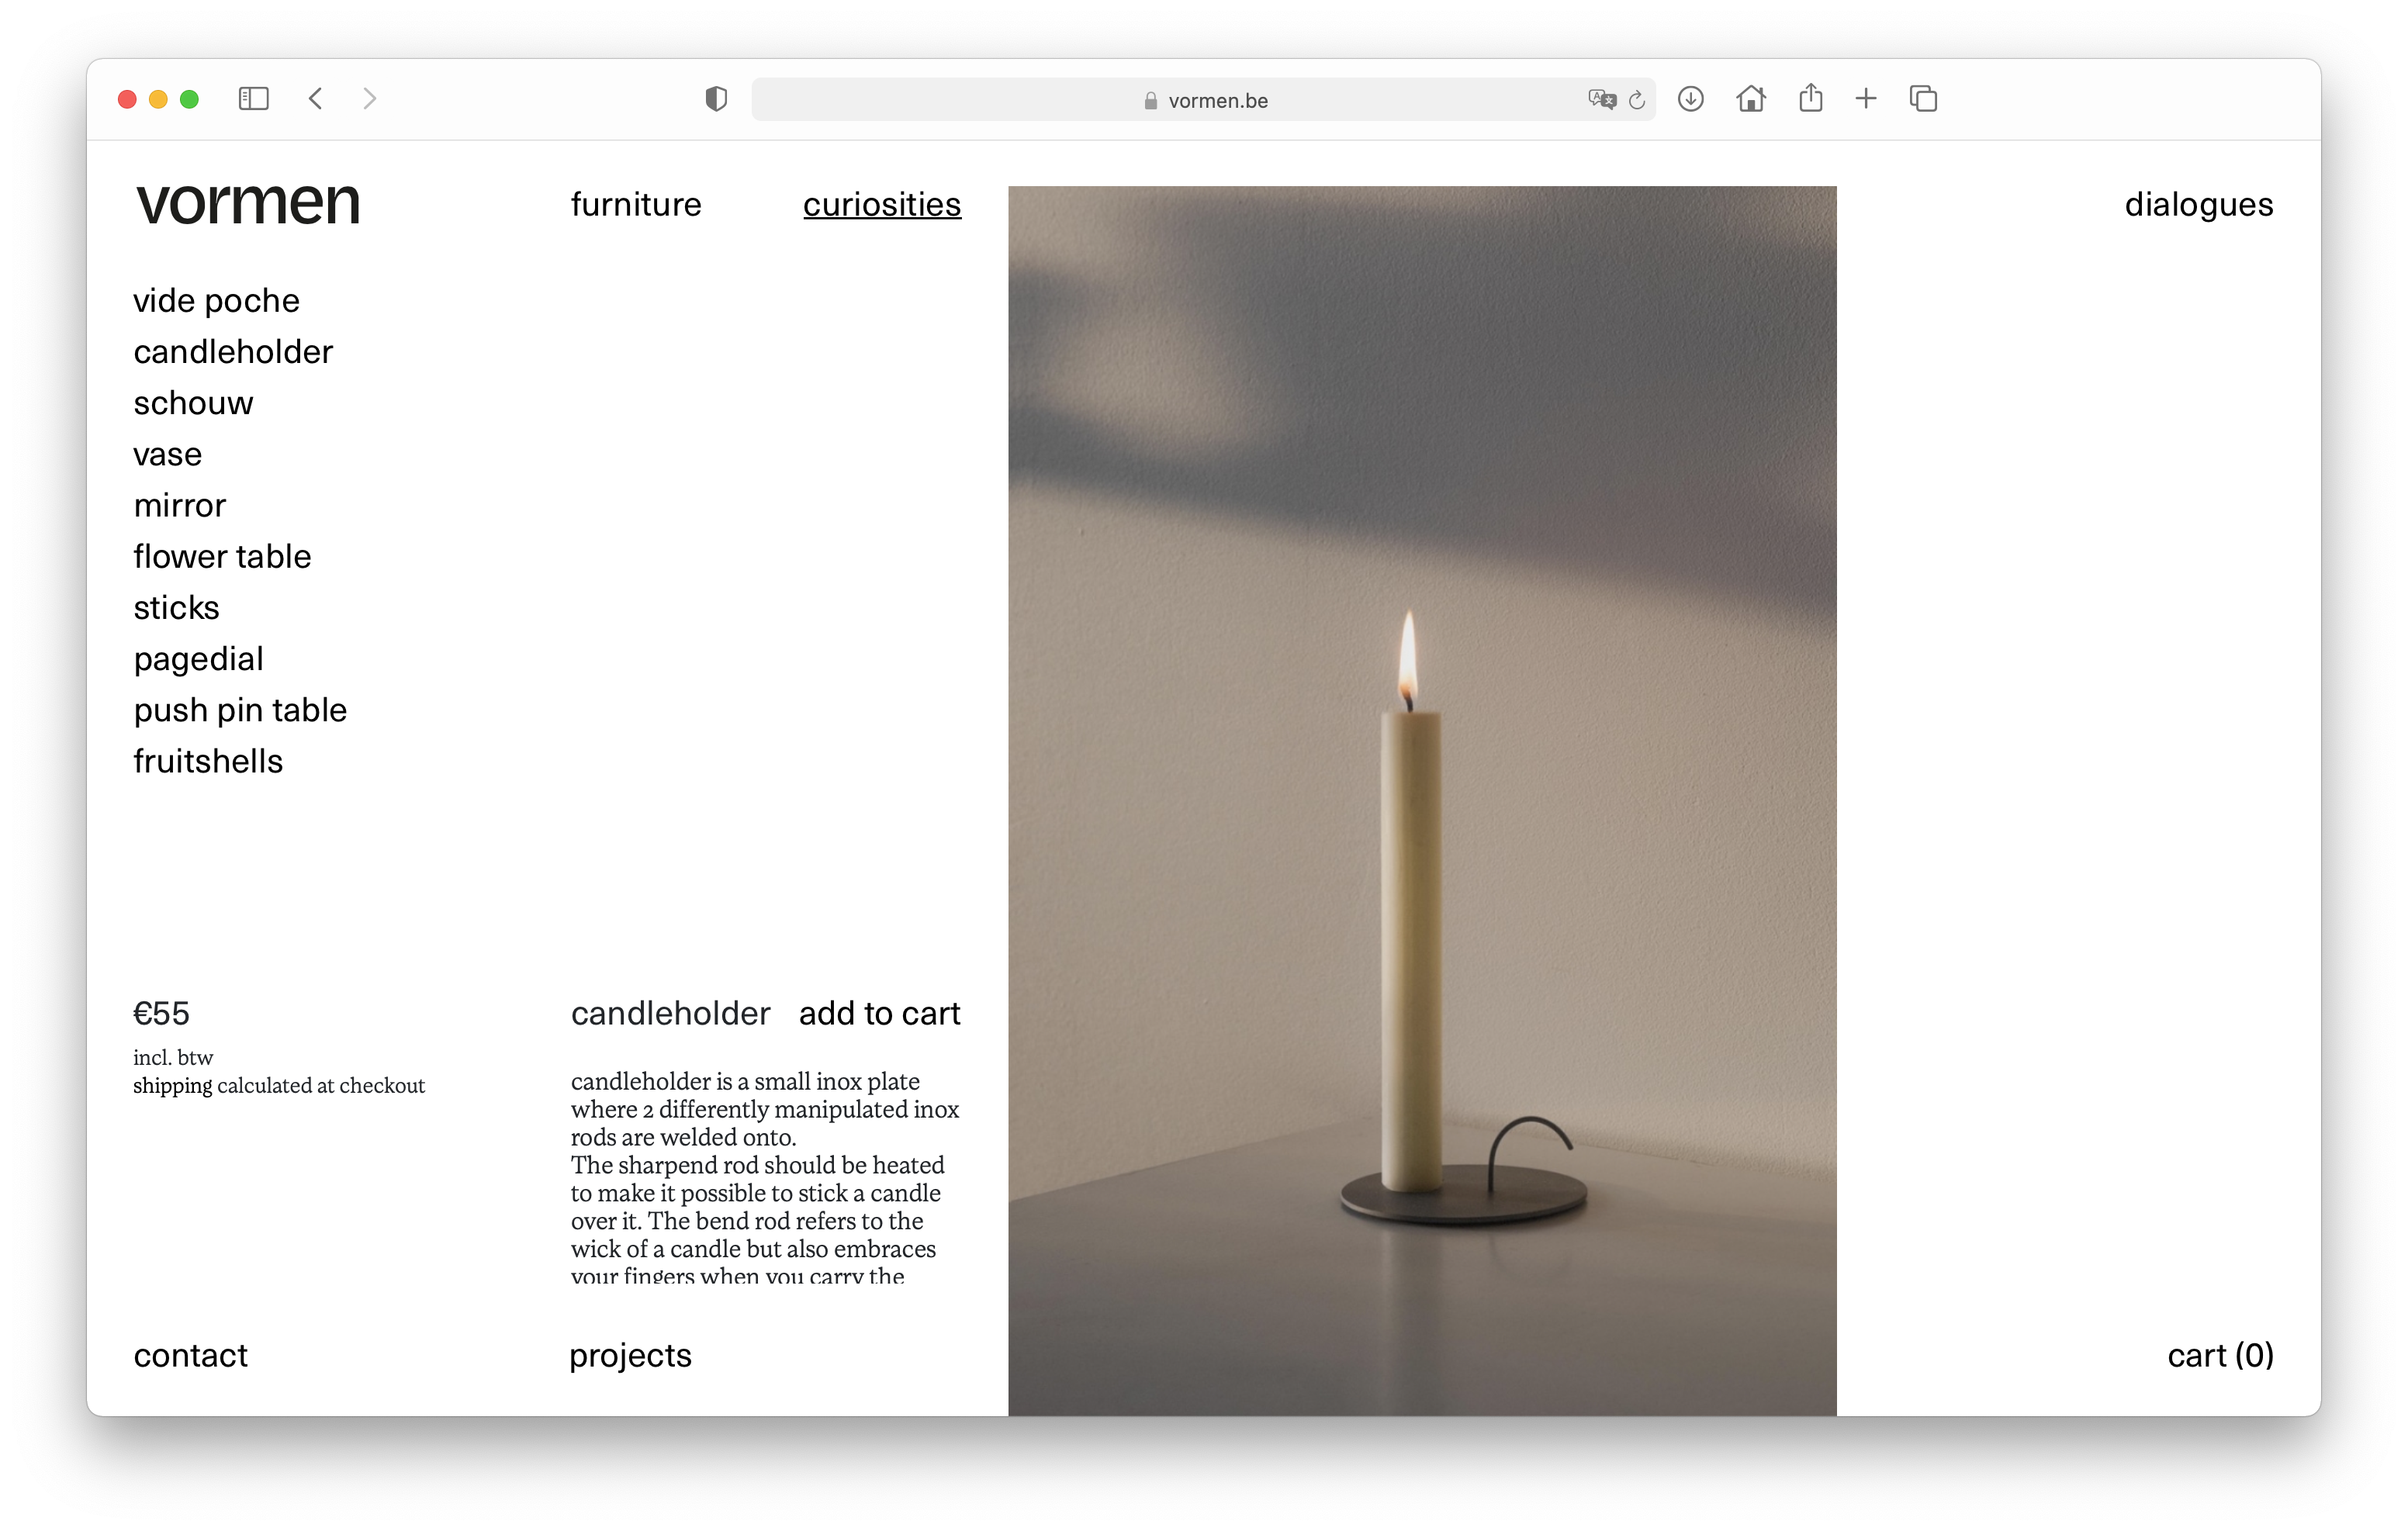 vormen.be
vormen
furniture
curiosities
dialogues
vide poche
candleholder
schouw
vase
mirror
flower table
sticks
pagedial
push pin table
fruitshells
€55
incl. btw
shipping calculated at checkout
candleholder
add to cart
candleholder is a small inox plate
where 2 differently manipulated inox
rods are welded onto.
The sharpend rod should be heated
to make it possible to stick a candle
over it. The bend rod refers to the
wick of a candle but also embraces
your fingers when you carry the
contact
projects
cart (0)